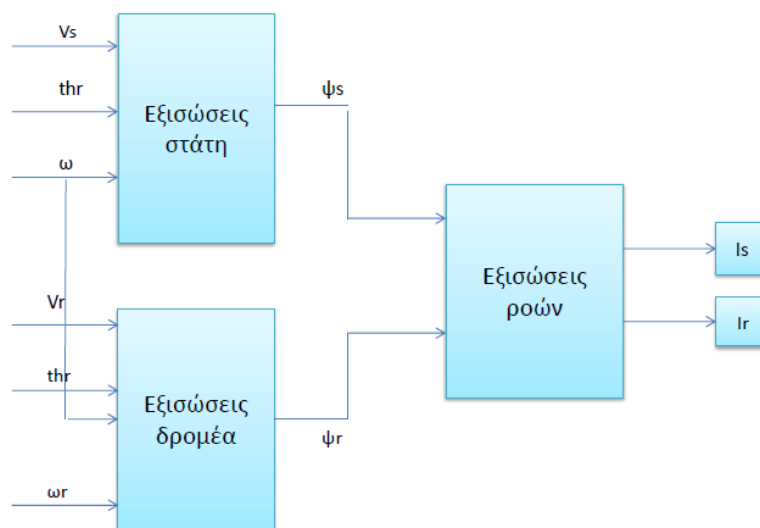 Vs
thr
ω
Εξισώσεις
στάτη
ψs
Vr
thr
ωr
Εξισώσεις
δρομέα
ψr
Εξισώσεις
ροών
Is
Ir